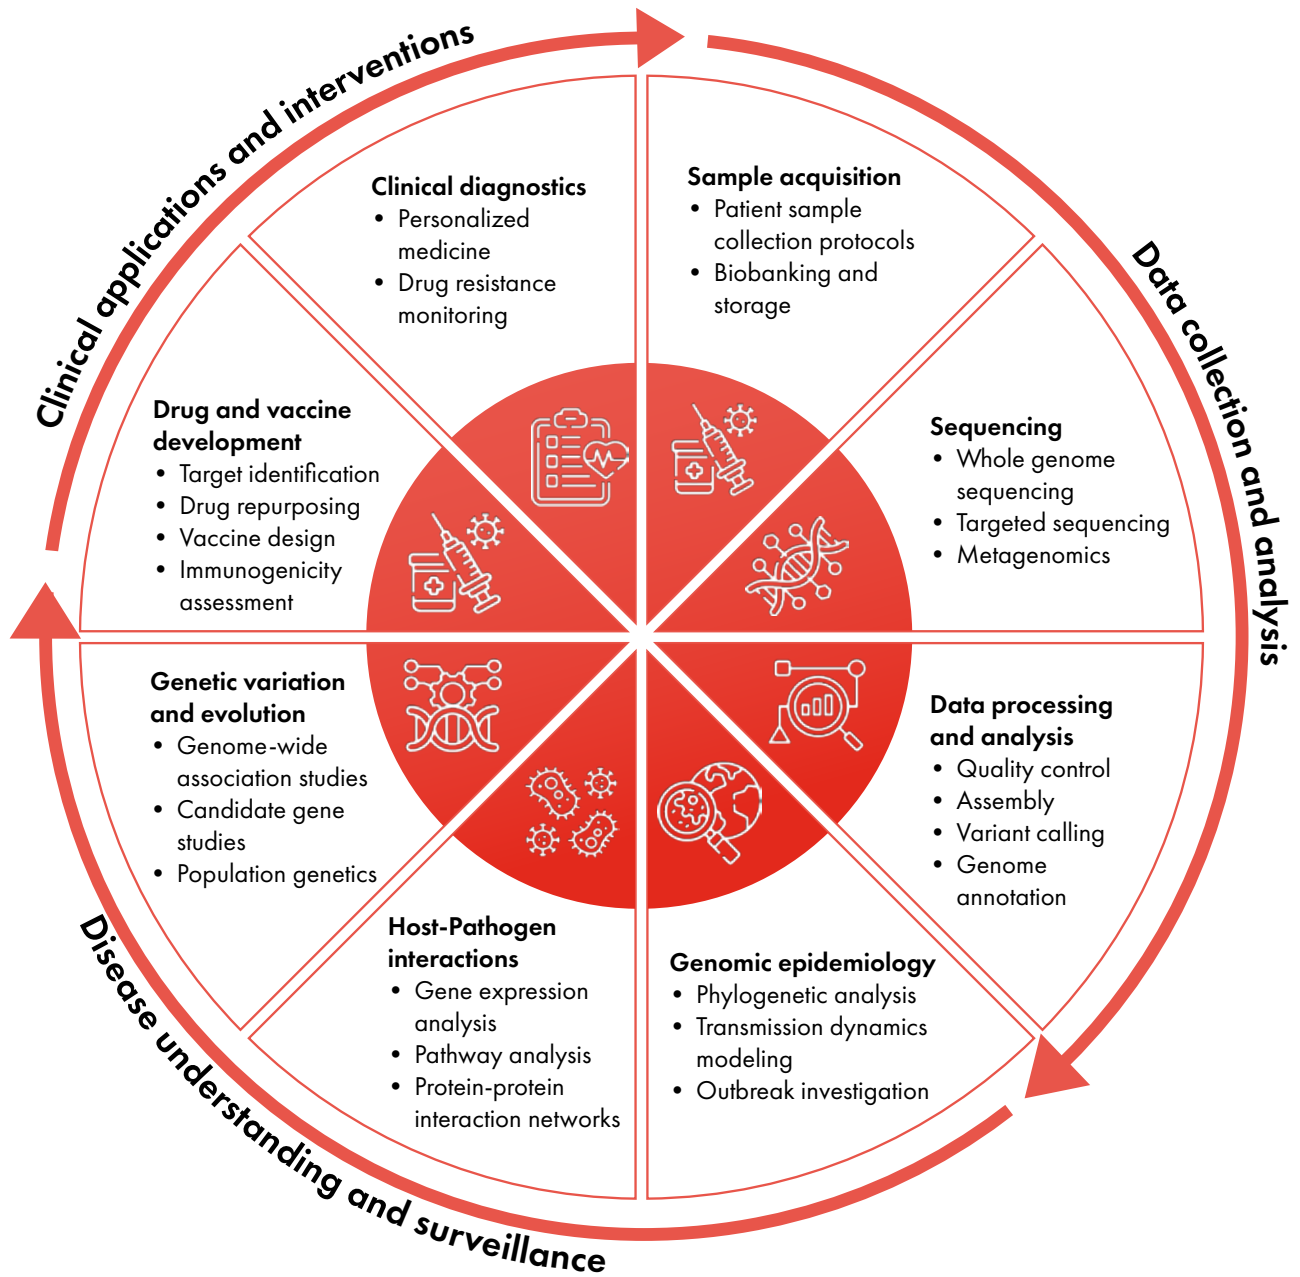 Clinical applications and interventions
Data collection and analysis
Disease understanding and surveillance
Clinical diagnostics
• Personalized
medicine
• Drug resistance
monitoring
Sample acquisition
• Patient sample
collection protocols
• Biobanking and
storage
Sequencing
• Whole genome
sequencing
• Targeted sequencing
• Metagenomics
Data processing
and analysis
• Quality control
• Assembly
• Variant calling
• Genome
annotation
Genomic epidemiology
• Phylogenetic analysis
• Transmission dynamics
modeling
• Outbreak investigation
Host-Pathogen
interactions
• Gene expression
analysis
• Pathway analysis
• Protein-protein
interaction networks
Genetic variation
and evolution
• Genome-wide
association studies
• Candidate gene
studies
• Population genetics
Drug and vaccine
development
• Target identification
• Drug repurposing
• Vaccine design
• Immunogenicity
assessment